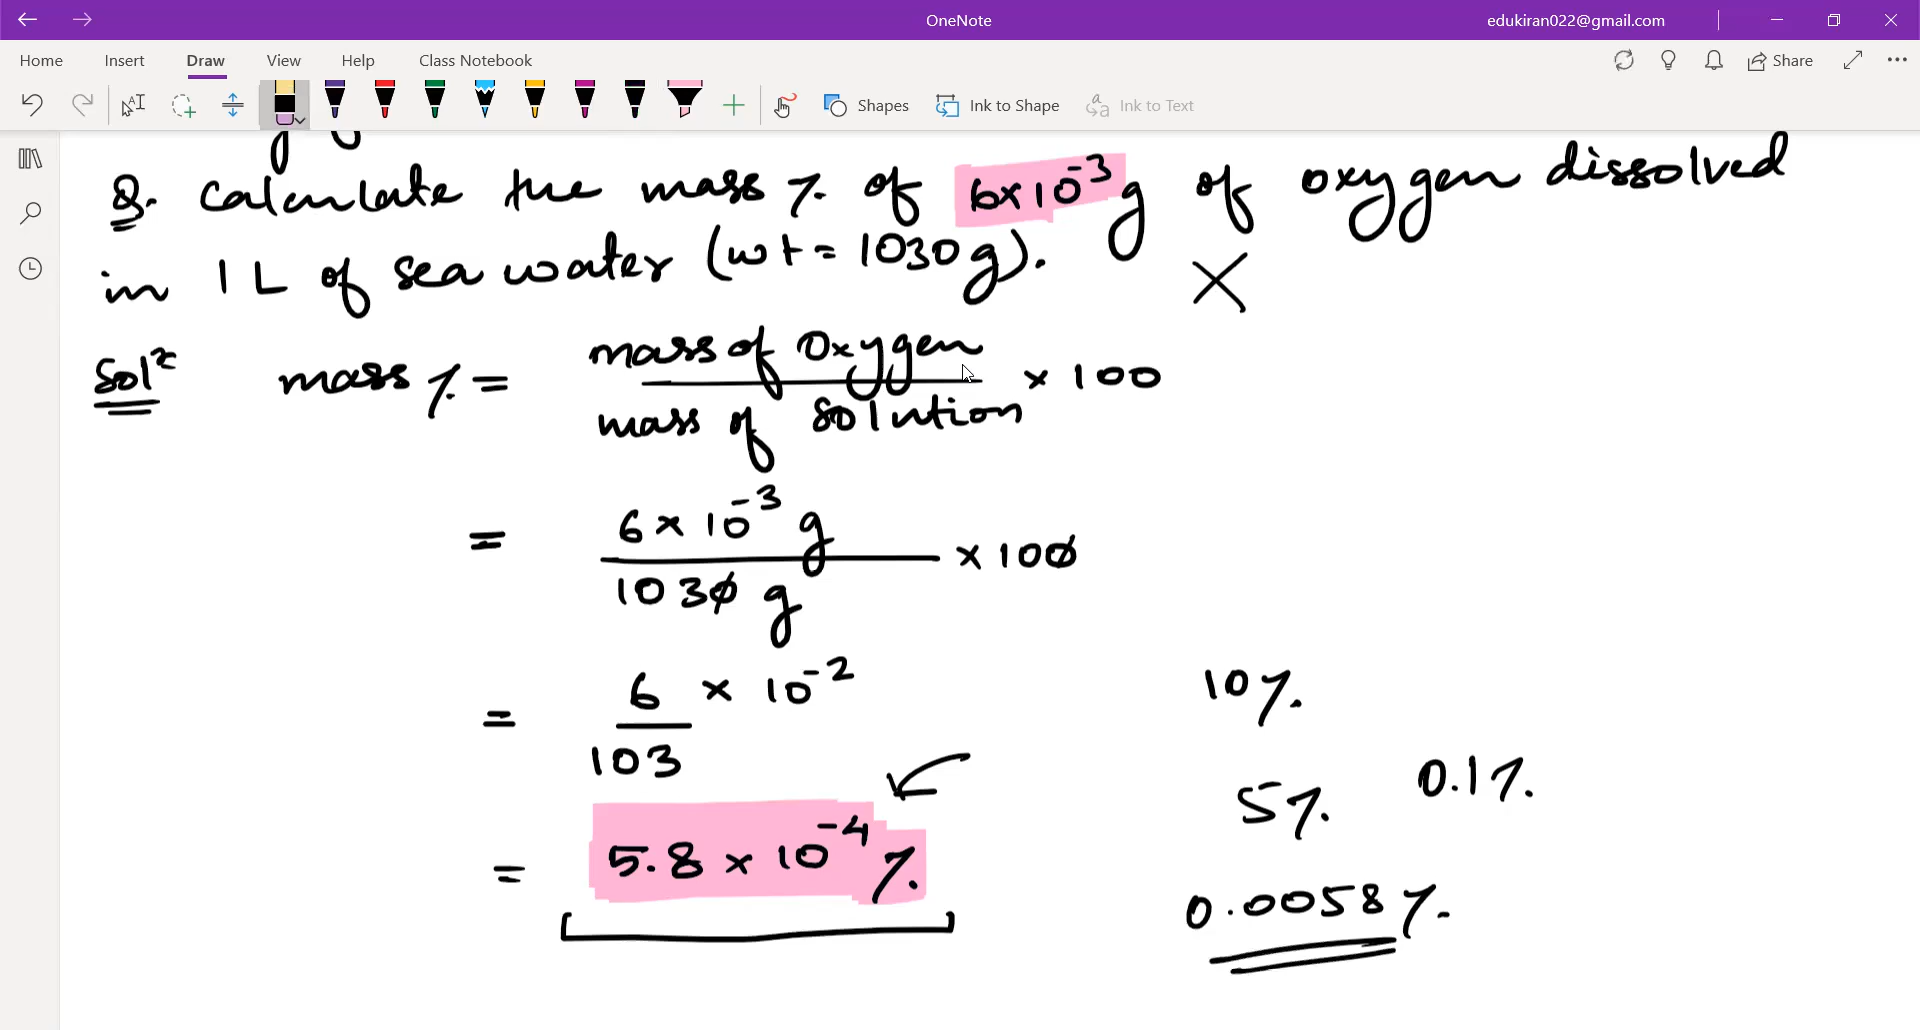 OneNote
edukiran022@gmail.com
Home Insert Draw View Help Class Notebook
Share
Shapes Ink to Shape Ink to Text
Q. Calculate the mass % of 6×10⁻³ g of oxygen dissolved
in 1 L of sea water (wt = 1030 g). X
Solⁿ mass % = mass of Oxygen / mass of solution × 100
= 6 × 10⁻³ g / 1030 g × 100
= 6 / 103 × 10⁻²
10 %.
5 %. 0.1 %.
= 5.8 × 10⁻⁴ %.
0.0058 %.